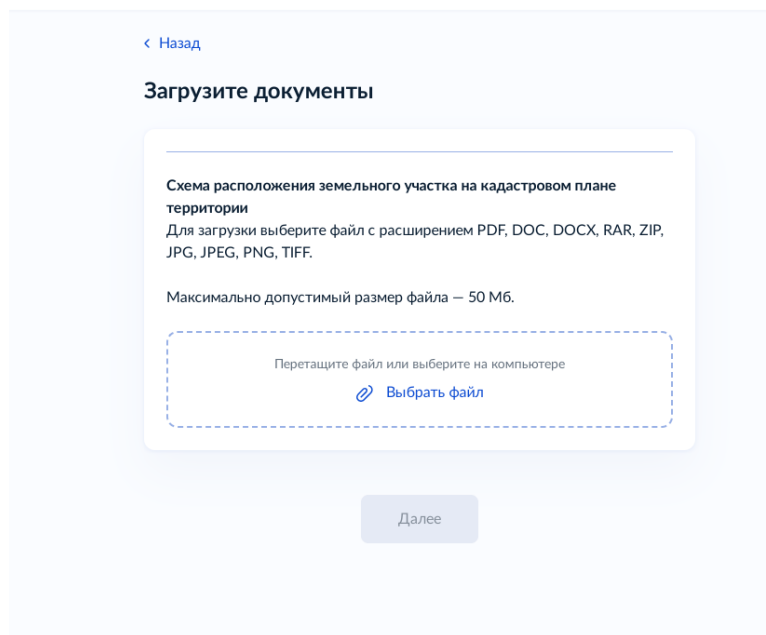 Назад
Загрузите документы
Схема расположения земельного участка на кадастровом плане
территории
Для загрузки выберите файл с расширением PDF, DOC, DOCX, RAR, ZIP,
JPG, JPEG, PNG, TIFF.
Максимально допустимый размер файла — 50 Мб.
Перетащите файл или выберите на компьютере
Выбрать файл
Далее